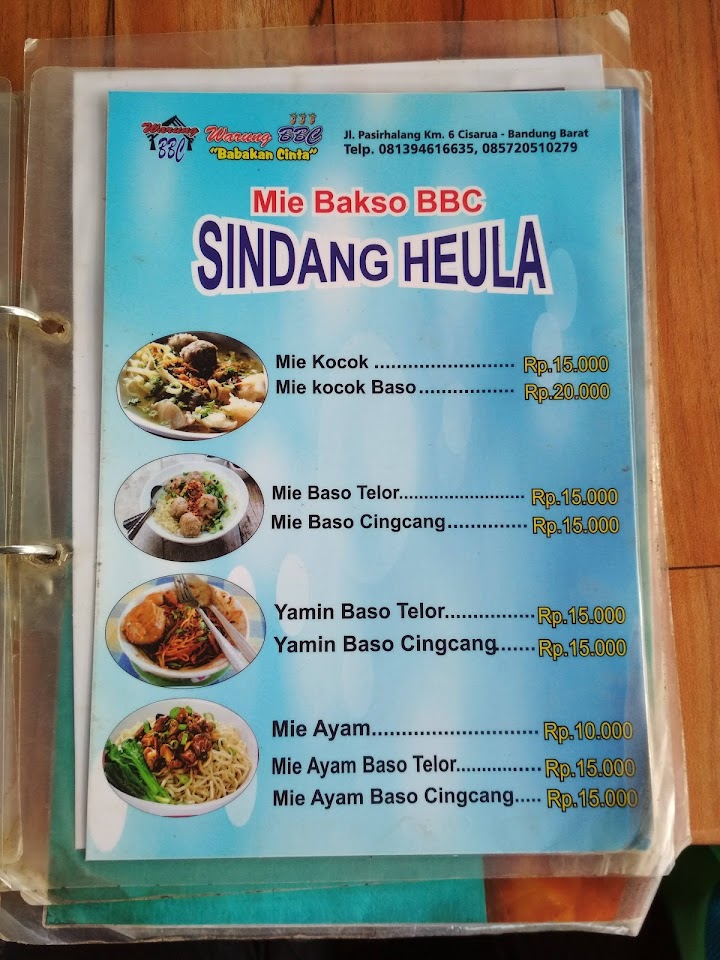 Warung BBC
Warung BBC
"Babakan Cinta"
Jl. Pasirhalang Km. 6 Cisarua - Bandung Barat
Telp. 081394616635, 085720510279
Mie Bakso BBC
SINDANG HEULA
Mie Kocok ........................... Rp.15.000
Mie kocok Baso.................. Rp.20.000
Mie Baso Telor......................... Rp.15.000
Mie Baso Cingcang............... Rp.15.000
Yamin Baso Telor................. Rp.15.000
Yamin Baso Cingcang....... Rp.15.000
Mie Ayam............................... Rp.10.000
Mie Ayam Baso Telor................ Rp.15.000
Mie Ayam Baso Cingcang..... Rp.15.000